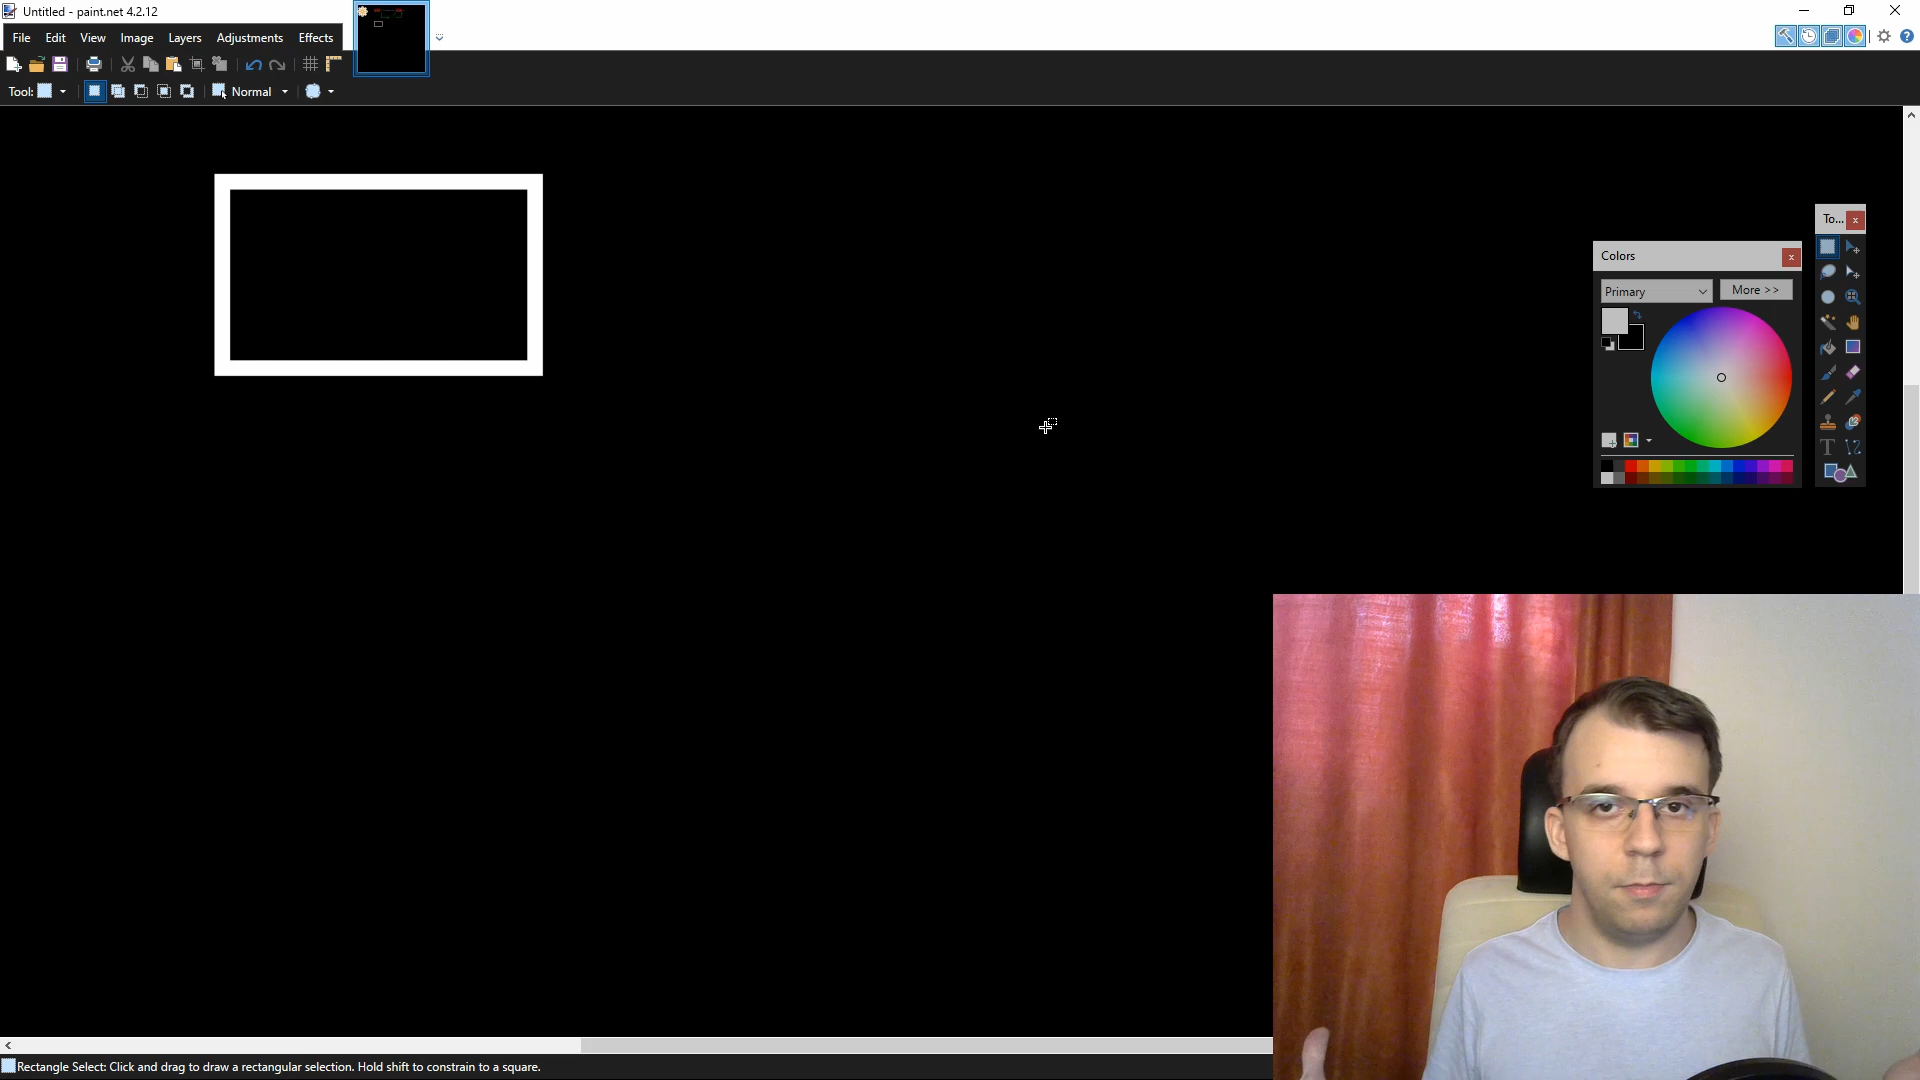 Untitled - paint.net 4.2.12
File Edit View Image Layers Adjustments Effects
Tool:
Normal
To...
Colors
Primary
More >>
Rectangle Select: Click and drag to draw a rectangular selection. Hold shift to constrain to a square.